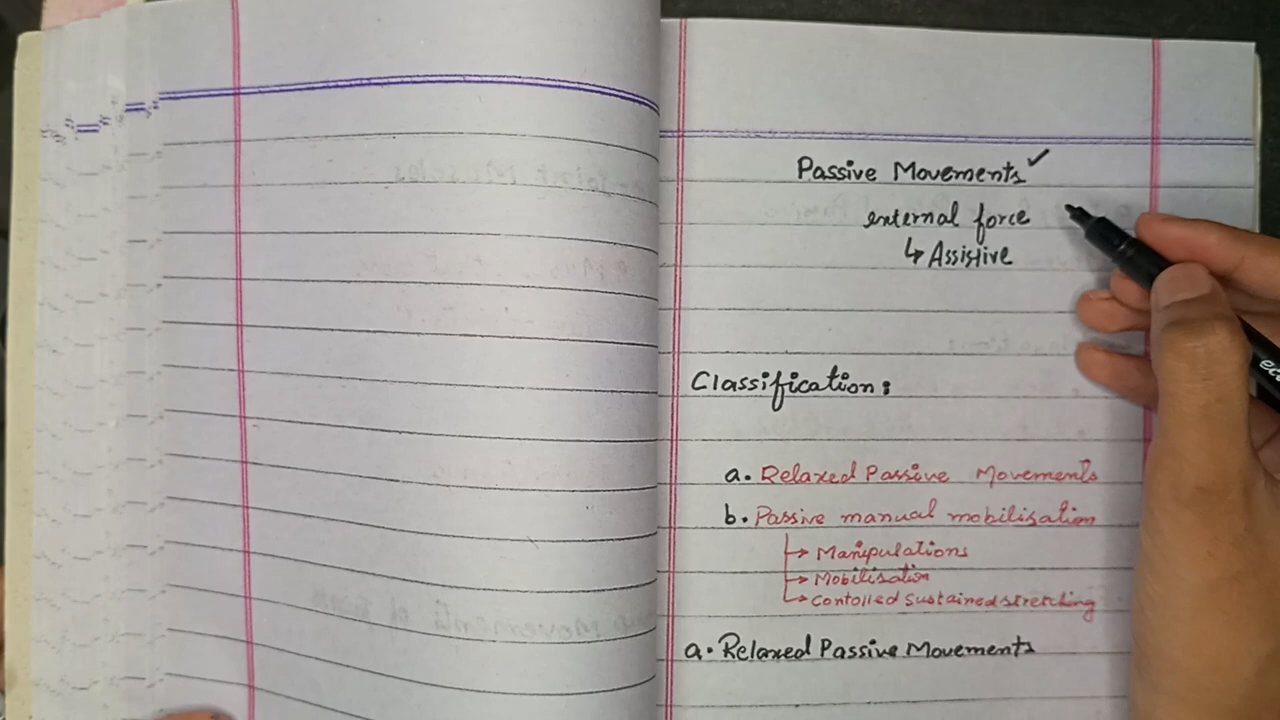 Passive Movements ✓
external force
↳ Assistive
Classification:
a. Relaxed Passive Movements
b. Passive manual mobilisation
→ Manipulations
→ Mobilisation
→ Contolled sustained stretching
a. Relaxed Passive Movements